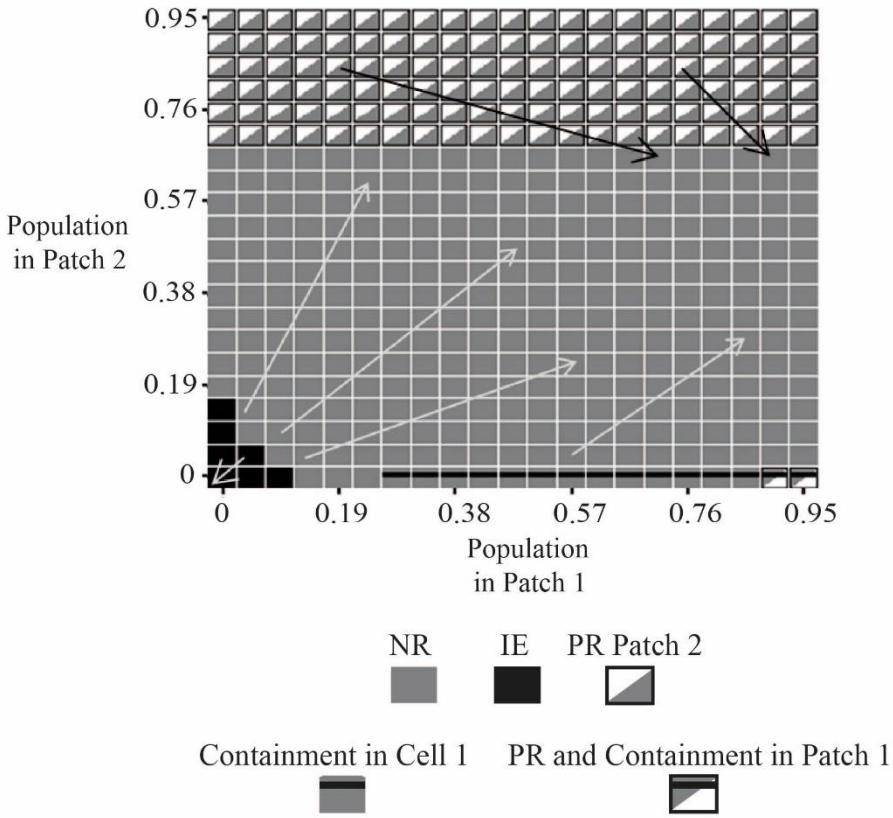 0.95
0.76
0.57
Population
in Patch 2
0.38
0.19
0
0 0.19 0.38 0.57 0.76 0.95
Population
in Patch 1
NR IE PR Patch 2
Containment in Cell 1 PR and Containment in Patch 1